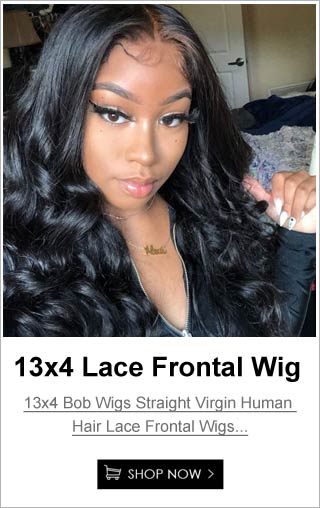 13x4 Lace Frontal Wig
13x4 Bob Wigs Straight Virgin Human
Hair Lace Frontal Wigs...
SHOP NOW >